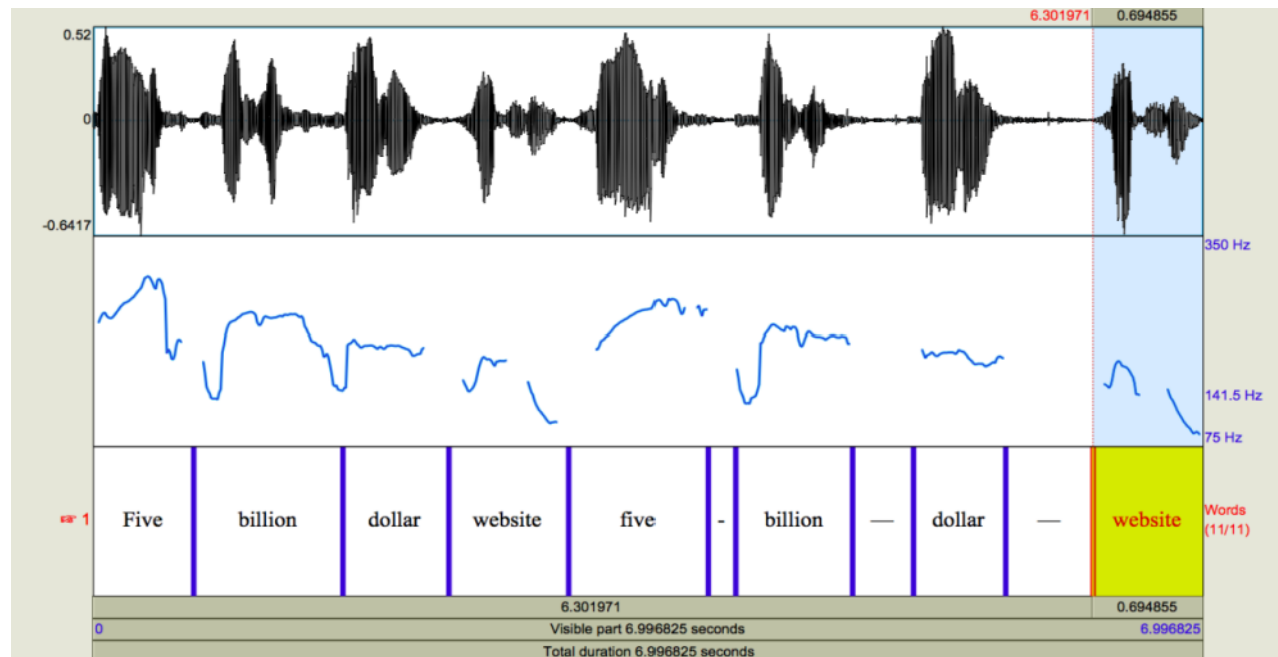 6.301971 0.694855
0.52
0
-0.6417
350 Hz
141.5 Hz
75 Hz
☞ 1 Five billion dollar website five - billion — dollar — website Words
(11/11)
6.301971 0.694855
0 Visible part 6.996825 seconds 6.996825
Total duration 6.996825 seconds